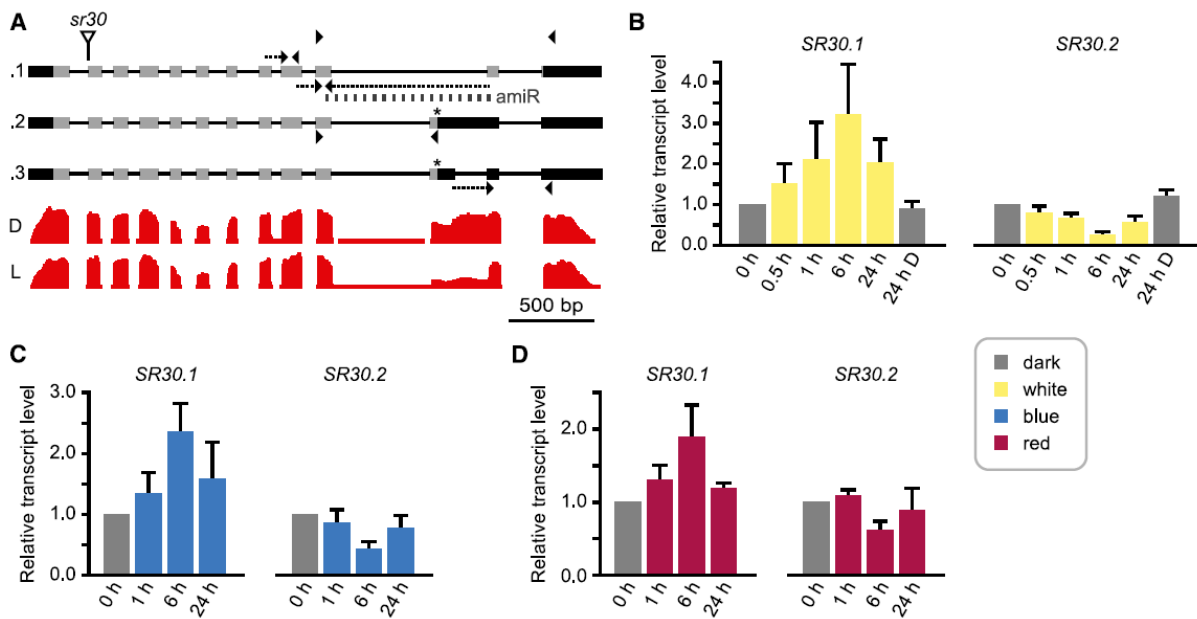 A
sr30
.1
amiR
.2
*
.3
*
D
L
500 bp
B
SR30.1
SR30.2
Relative transcript level
4.0
3.0
2.0
1.0
0.0
0 h
0.5 h
1 h
6 h
24 h
24 h D
0 h
0.5 h
1 h
6 h
24 h
24 h D
C
SR30.1
SR30.2
Relative transcript level
3.0
2.0
1.0
0.0
0 h
1 h
6 h
24 h
0 h
1 h
6 h
24 h
D
SR30.1
SR30.2
Relative transcript level
2.0
1.0
0.0
0 h
1 h
6 h
24 h
0 h
1 h
6 h
24 h
dark
white
blue
red